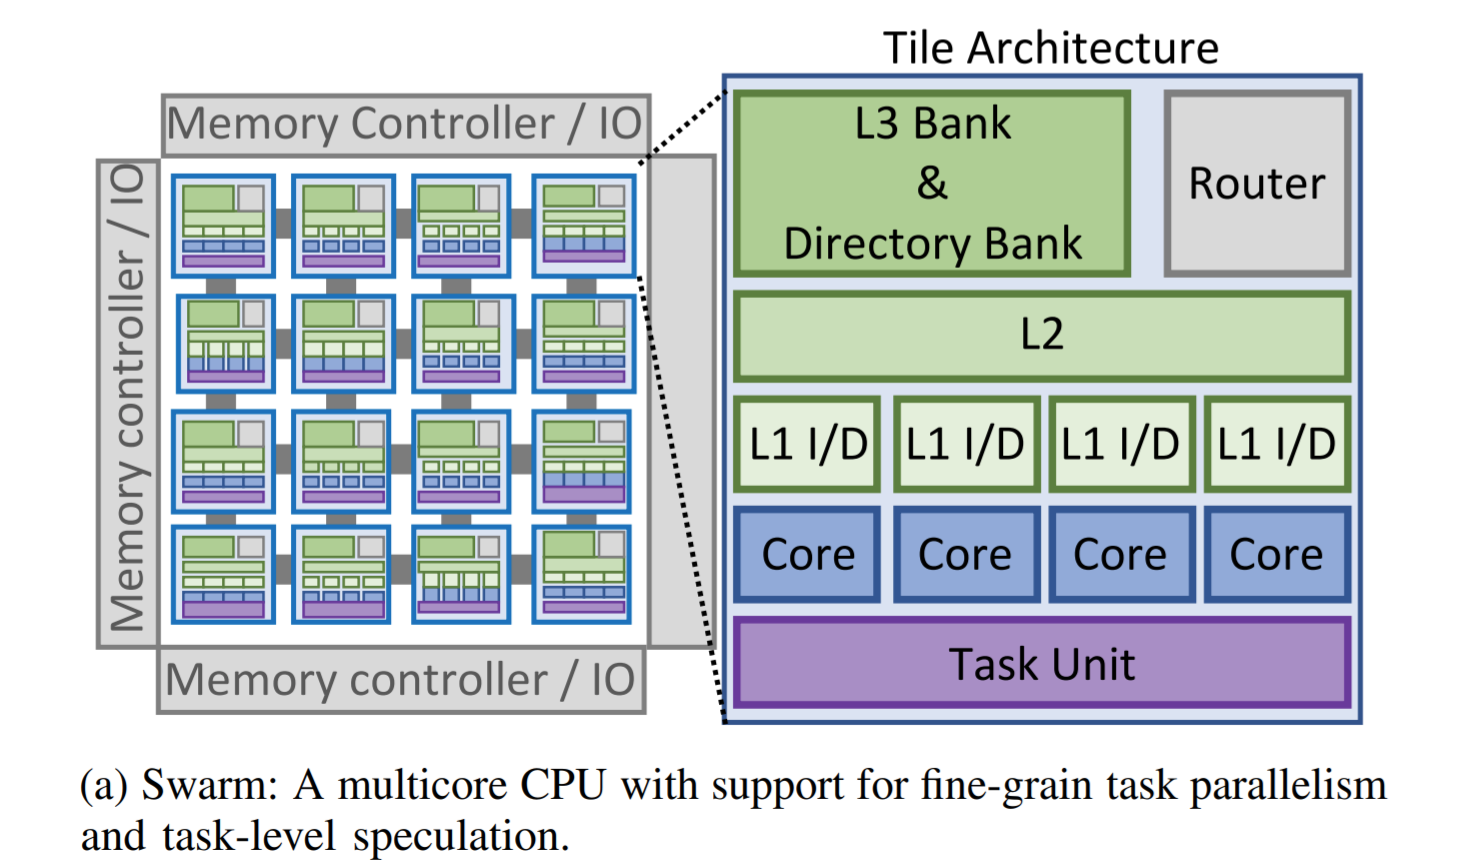 Tile Architecture
Memory Controller / IO
Memory controller / IO
Memory controller / IO
L3 Bank
&
Directory Bank
Router
L2
L1 I/D
L1 I/D
L1 I/D
L1 I/D
Core
Core
Core
Core
Task Unit
(a) Swarm: A multicore CPU with support for fine-grain task parallelism
and task-level speculation.